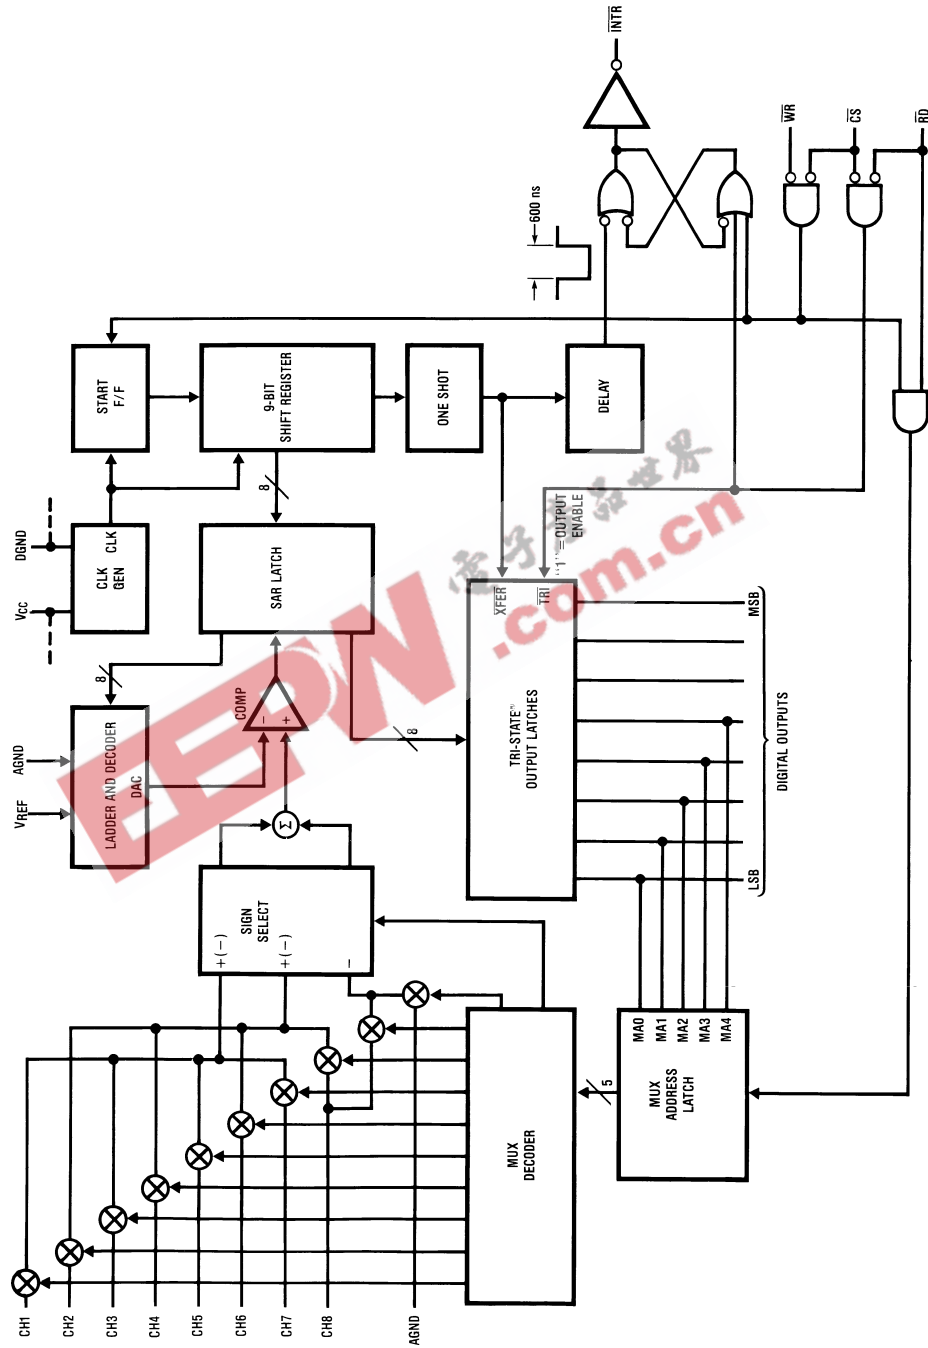 CH1
CH2
CH3
CH4
CH5
CH6
CH7
CH8
AGND
MUX
DECODER
5
MUX
ADDRESS
LATCH
MA0
MA1
MA2
MA3
MA4
SIGN
SELECT
+(−)
+(−)
−
Σ
VREF
AGND
LADDER AND DECODER
DAC
8
COMP
−
+
VCC
DGND
CLK
GEN
CLK
SAR LATCH
8
8
START
F/F
9-BIT
SHIFT REGISTER
ONE SHOT
DELAY
600 ns
TRI-STATE®
OUTPUT LATCHES
XFER
TRI
"1"=OUTPUT
ENABLE
LSB
MSB
DIGITAL OUTPUTS
INTR
WR
CS
RD
EEPW
.com.cn
電子産品世界